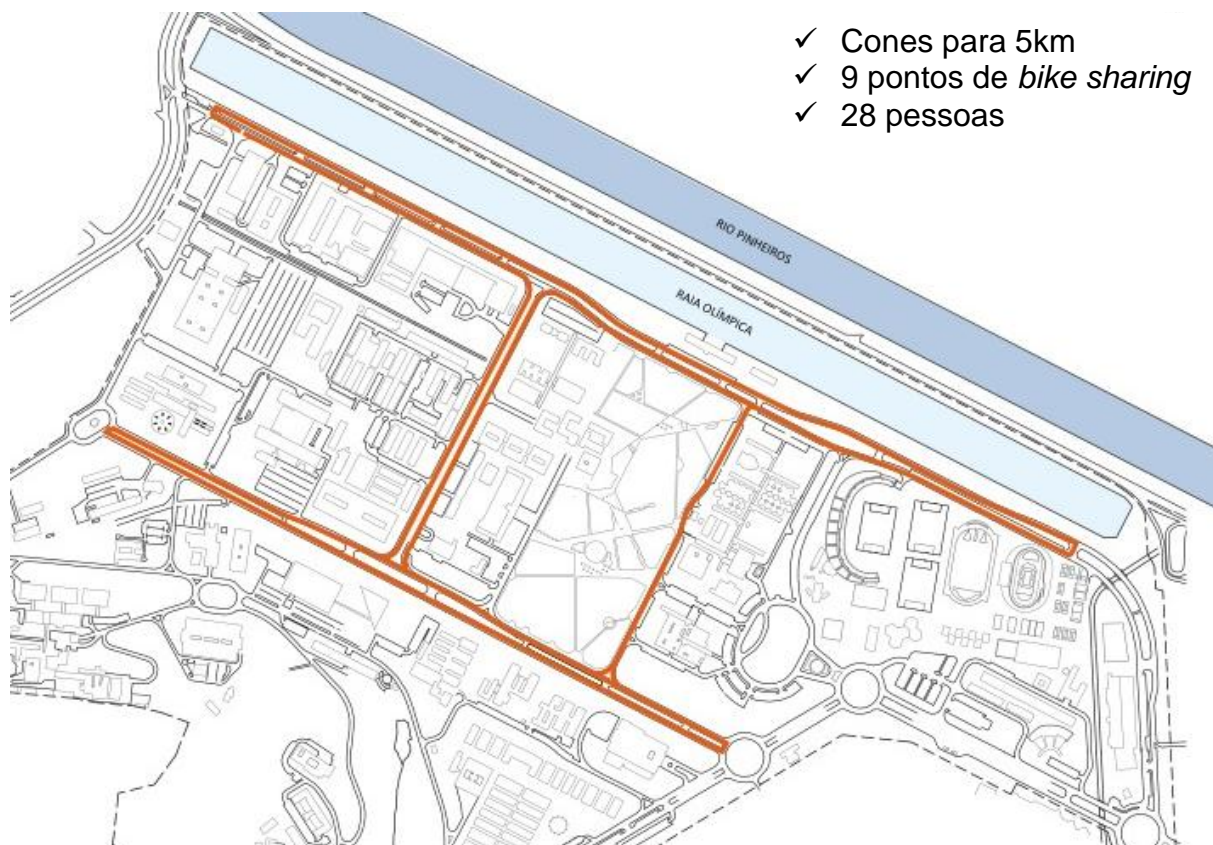 ✓ Cones para 5km
✓ 9 pontos de bike sharing
✓ 28 pessoas
RIO PINHEIROS
RAIA OLÍMPICA